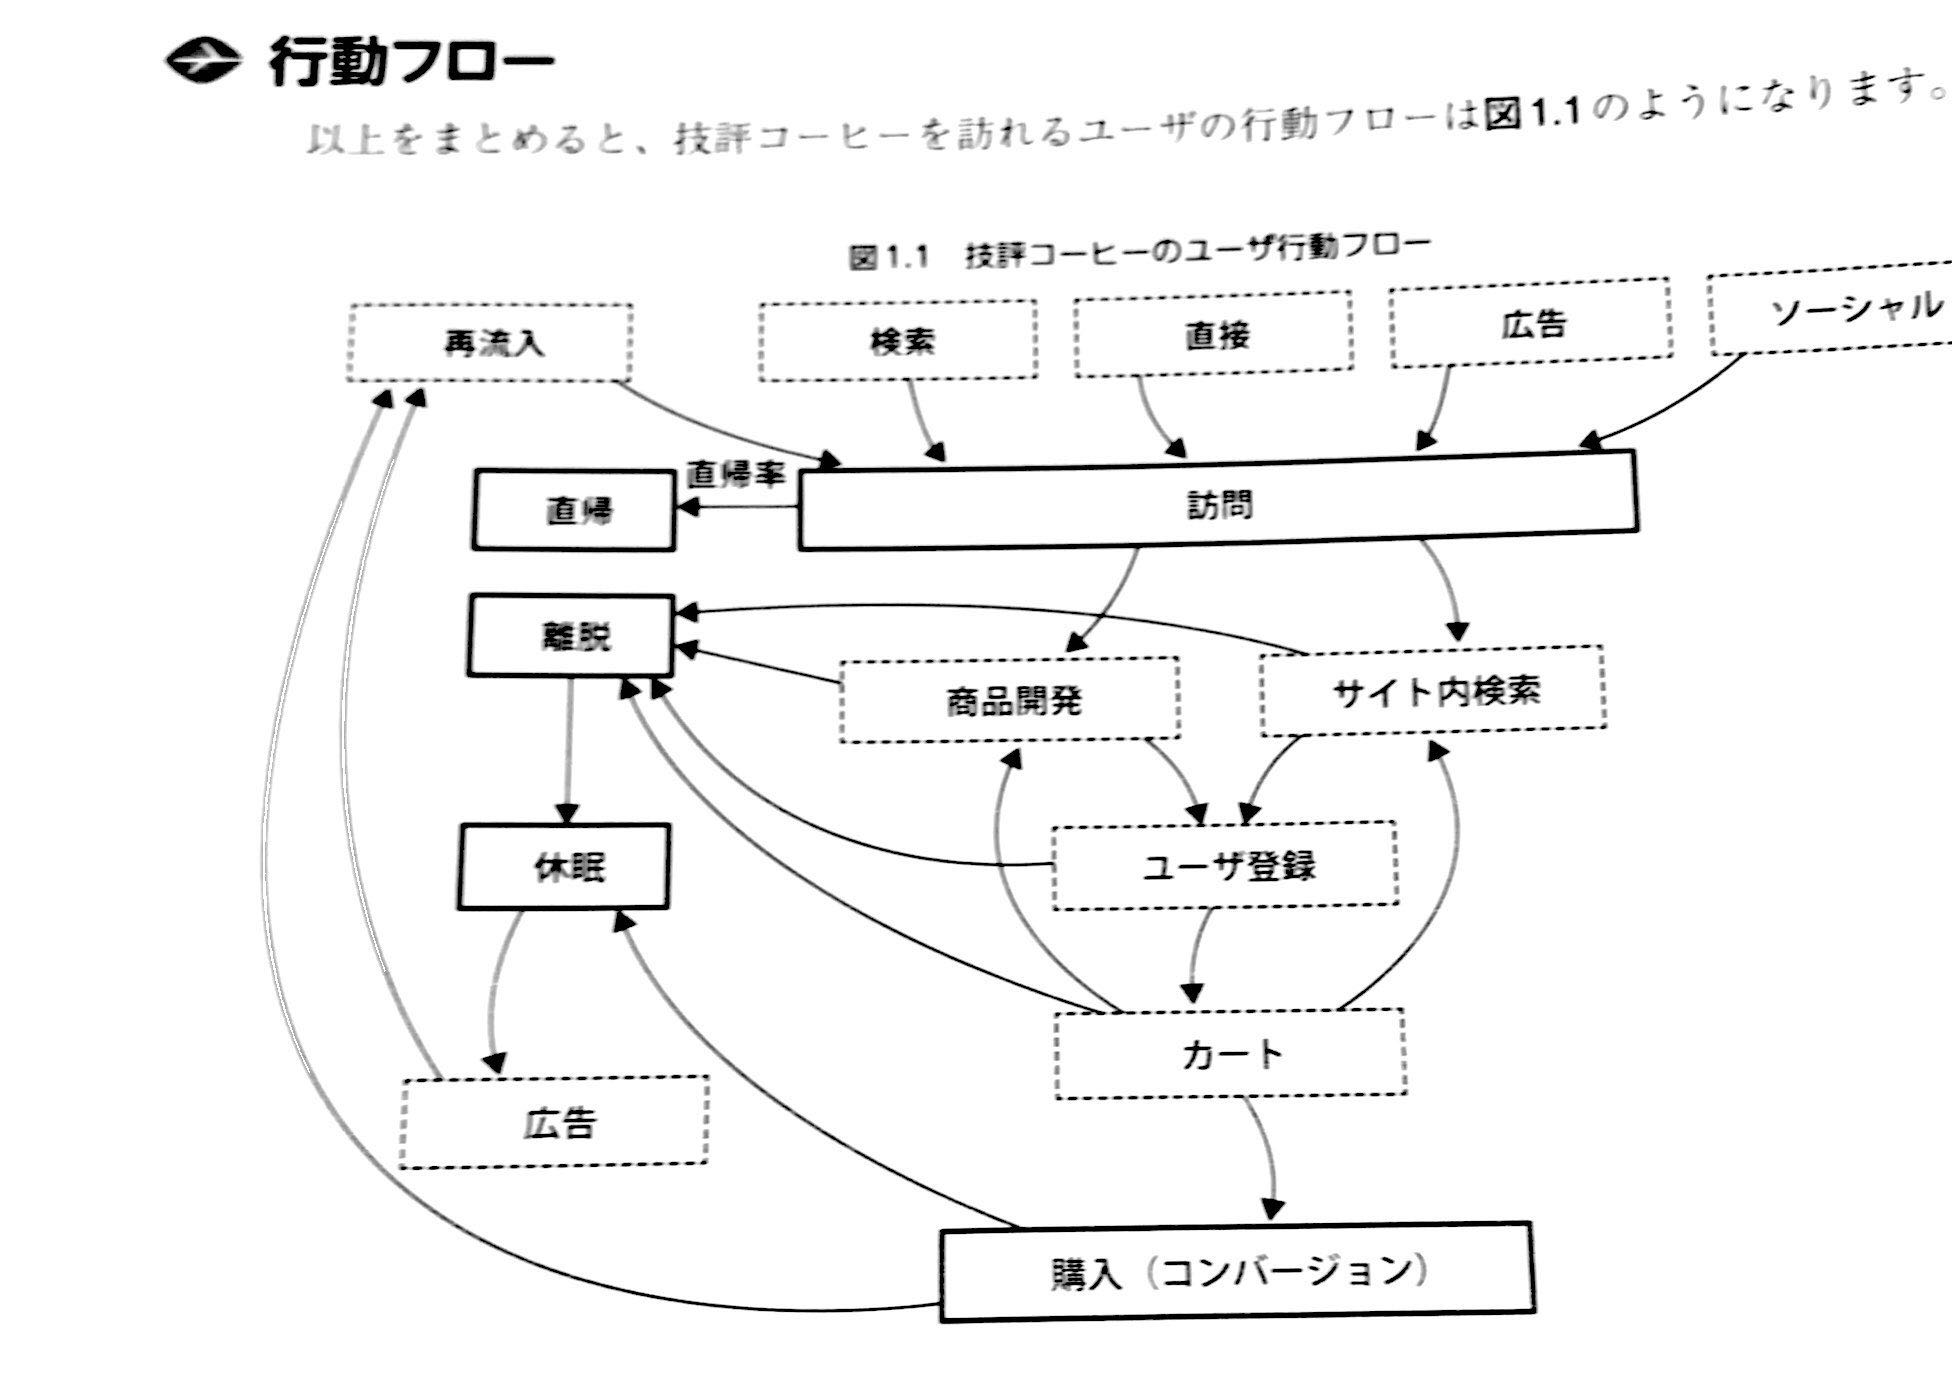 行動フロー
以上をまとめると、技評コーヒーを訪れるユーザの行動フローは図1.1のようになります。
図1.1 技評コーヒーのユーザ行動フロー
再流入
検索
直接
広告
ソーシャル
直帰
直帰率
訪問
離脱
商品開発
サイト内検索
休眠
ユーザ登録
カート
広告
購入（コンバージョン）